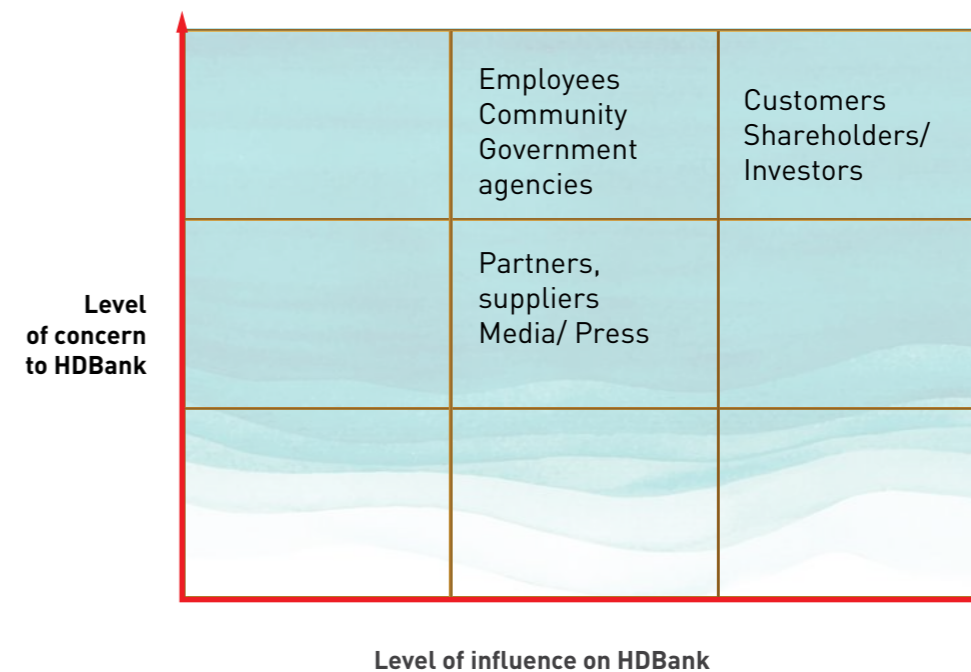 Employees
Community
Government
agencies
Customers
Shareholders/
Investors
Partners,
suppliers
Media/ Press
Level
of concern
to HDBank
Level of influence on HDBank